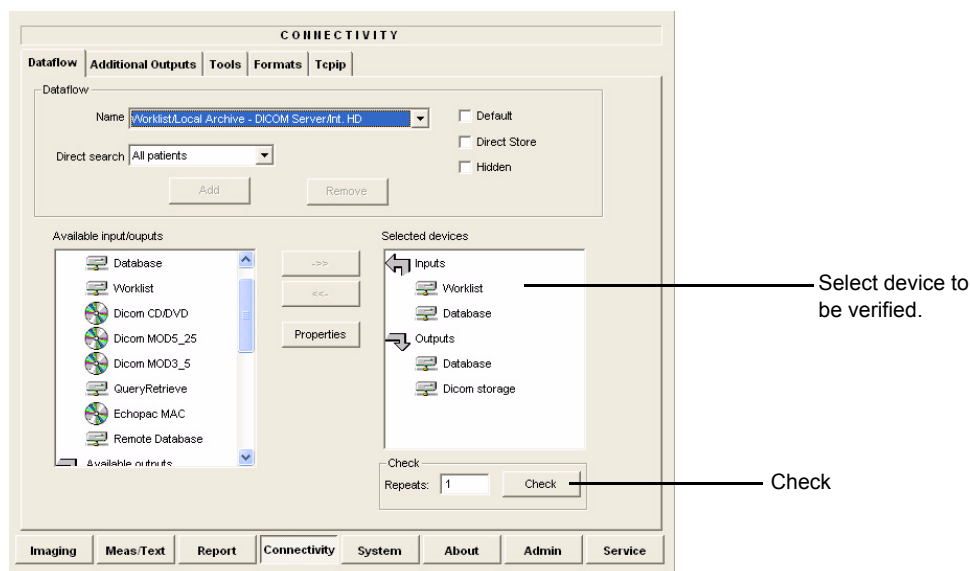 CONNECTIVITY
Dataflow Additional Outputs Tools Formats Tcpip
Dataflow
Name Worklist/Local Archive - DICOM Server/Int. HD
Default
Direct Store
Direct search All patients
Hidden
Add Remove
Available input/ouputs
Database
Worklist
Dicom CD/DVD
Dicom MOD5_25
Dicom MOD3_5
QueryRetrieve
Echopac MAC
Remote Database
Available outputs
->>
<<-
Properties
Selected devices
Inputs
Worklist
Database
Outputs
Database
Dicom storage
Check
Repeats: 1 Check
Select device to
be verified.
Check
Imaging Meas/Text Report Connectivity System About Admin Service